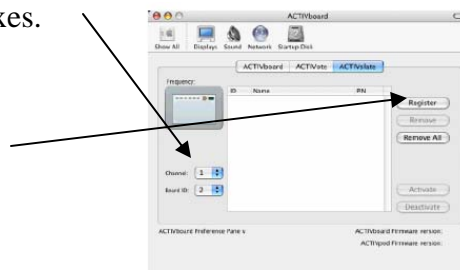 xes.
ACTIVboard
Show All Displays Sound Network Startup Disk
ACTIVboard ACTIVote ACTIVslate
Frequency:
ID Name PIN
Register
Remove
Remove All
Channel: 1
Board ID: 2
Activate
Deactivate
ACTIVboard Preference Pane v
ACTIVboard Firmware version:
ACTIVpod Firmware version: